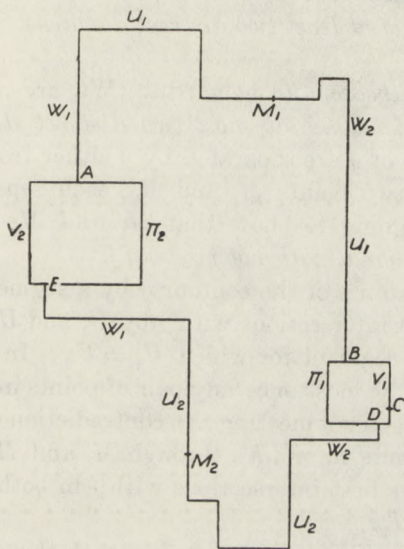 U₁
W₁ M₁ W₂
A
V₂ Π₂ U₁
E
W₁ B
Π₁ V₁
C
U₂ D
M₂ W₂
U₂